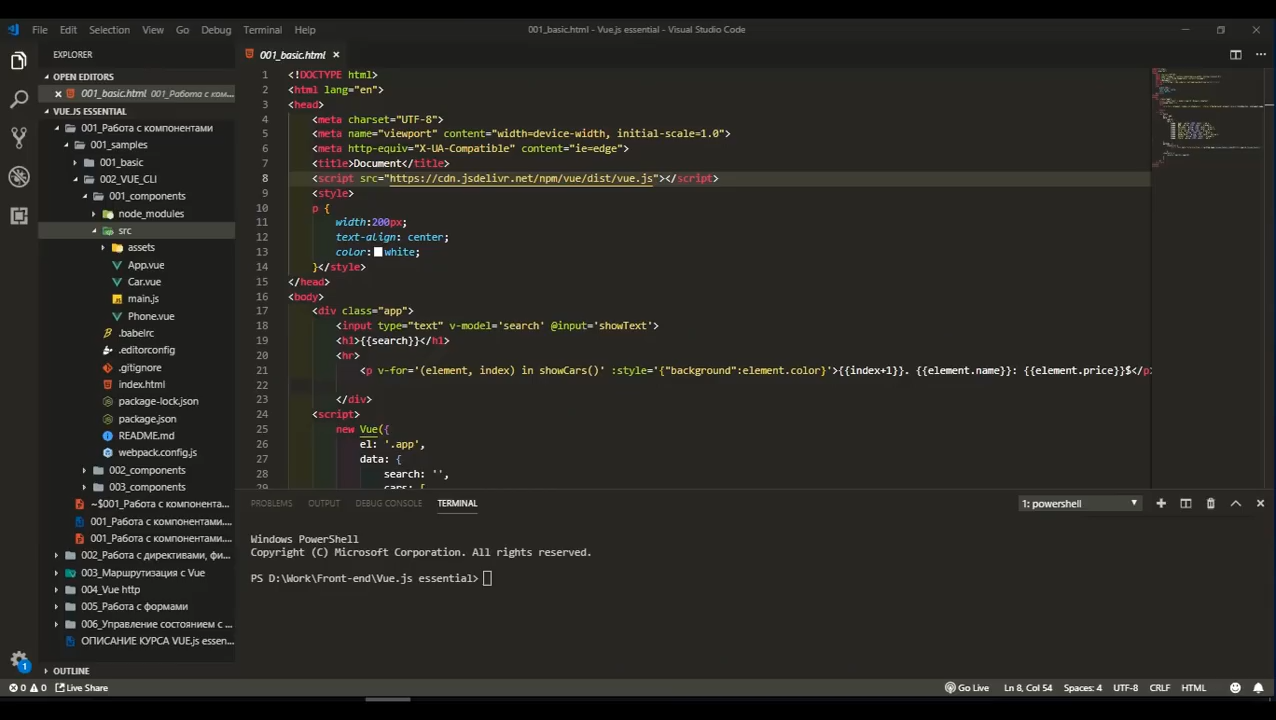 File Edit Selection View Go Debug Terminal Help
001_basic.html - Vue.js essential - Visual Studio Code
EXPLORER
OPEN EDITORS
001_basic.html 001_Работа с ком...
VUE.JS ESSENTIAL
001_Работа с компонентами
001_samples
001_basic
002_VUE_CLI
001_components
node_modules
src
assets
App.vue
Car.vue
main.js
Phone.vue
.babelrc
.editorconfig
.gitignore
index.html
package-lock.json
package.json
README.md
webpack.config.js
002_components
003_components
~$001_Работа с компонента...
001_Работа с компонентами....
001_Работа с компонентами....
002_Работа с директивами, фи...
003_Маршрутизация с Vue
004_Vue http
005_Работа с формами
006_Управление состоянием с...
ОПИСАНИЕ КУРСА VUE.js essen...
OUTLINE
001_basic.html
1 <!DOCTYPE html>
2 <html lang="en">
3 <head>
4 <meta charset="UTF-8">
5 <meta name="viewport" content="width=device-width, initial-scale=1.0">
6 <meta http-equiv="X-UA-Compatible" content="ie=edge">
7 <title>Document</title>
8 <script src="https://cdn.jsdelivr.net/npm/vue/dist/vue.js"></script>
9 <style>
10 p {
11 width:200px;
12 text-align: center;
13 color: white;
14 }</style>
15 </head>
16 <body>
17 <div class="app">
18 <input type="text" v-model='search' @input='showText'>
19 <h1>{{search}}</h1>
20 <hr>
21 <p v-for='(element, index) in showCars()' :style='{"background":element.color}'>{{index+1}}. {{element.name}}: {{element.price}}$</p>
22
23 </div>
24 <script>
25 new Vue({
26 el: '.app',
27 data: {
28 search: '',
29 cars: [
PROBLEMS OUTPUT DEBUG CONSOLE TERMINAL
1: powershell
Windows PowerShell
Copyright (C) Microsoft Corporation. All rights reserved.
PS D:\Work\Front-end\Vue.js essential>
1
0 0 Live Share
Go Live Ln 8, Col 54 Spaces: 4 UTF-8 CRLF HTML